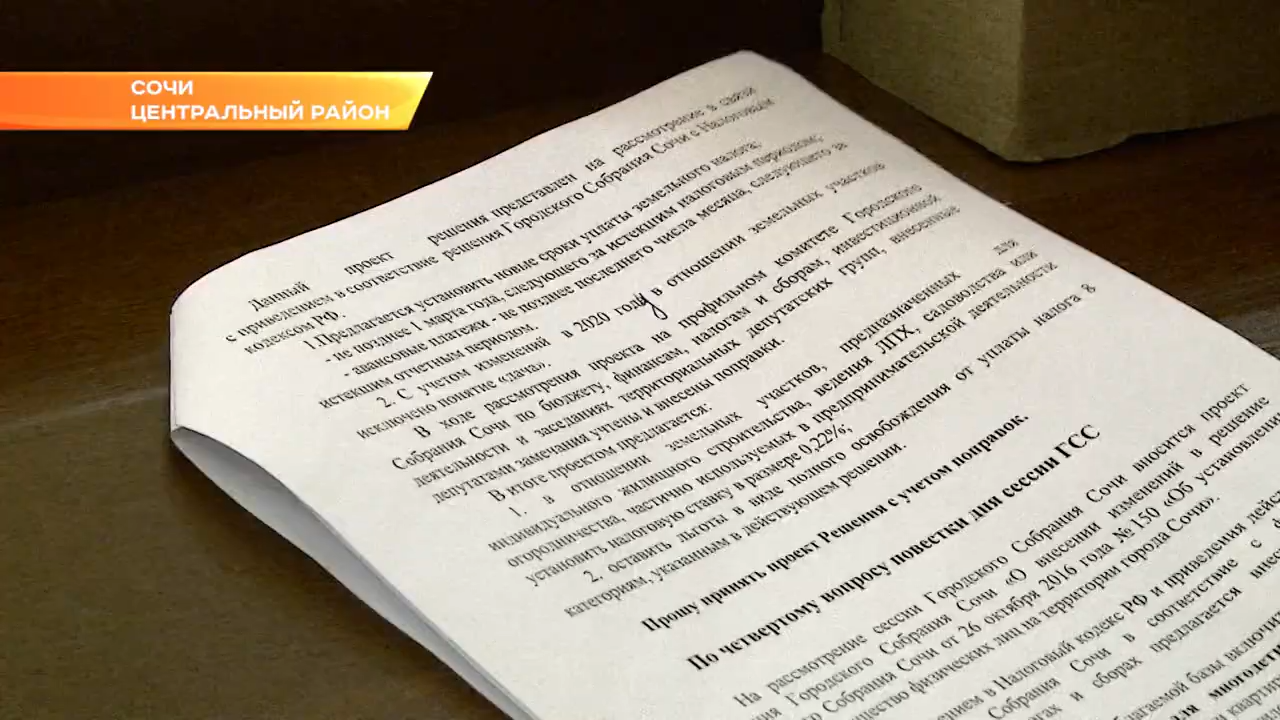 СОЧИ
ЦЕНТРАЛЬНЫЙ РАЙОН
Данный проект решения представлен на рассмотрение в связи
с приведением в соответствие решения Городского Собрания Сочи с Налоговым
кодексом РФ.
1.Предлагается установить новые сроки уплаты земельного налога:
- не позднее 1 марта года, следующего за истекшим налоговым периодом;
- авансовые платежи - не позднее последнего числа месяца, следующего за
истекшим отчетным периодом.
2. С учетом изменений в 2020 году в отношении земельных участков
исключено понятие «дача».
В ходе рассмотрения проекта на профильном комитете Городского
Собрания Сочи по бюджету, финансам, налогам и сборам, инвестиционной
деятельности и заседаниях территориальных депутатских групп, внесенные
депутатами замечания учтены и внесены поправки.
В итоге проектом предлагается:
1. в отношении земельных участков, предназначенных для
индивидуального жилищного строительства, ведения ЛПХ, садоводства или
огородничества, частично используемых в предпринимательской деятельности
установить налоговую ставку в размере 0,22%;
2. оставить льготы в виде полного освобождения от уплаты налога 8
категориям, указанным в действующем решении.
Прошу принять проект Решения с учетом поправок.
По четвертому вопросу повестки дня сессии ГСС
На рассмотрение сессии Городского Собрания Сочи вносится проект
Городского Собрания Сочи «О внесении изменений в решение
Собрания Сочи от 26 октября 2016 года № 150 «Об установлении
физических лиц на территории города Сочи».
в Налоговый кодекс РФ и приведения
Собрания Сочи в соответствие с
и сборах предлагается
базы